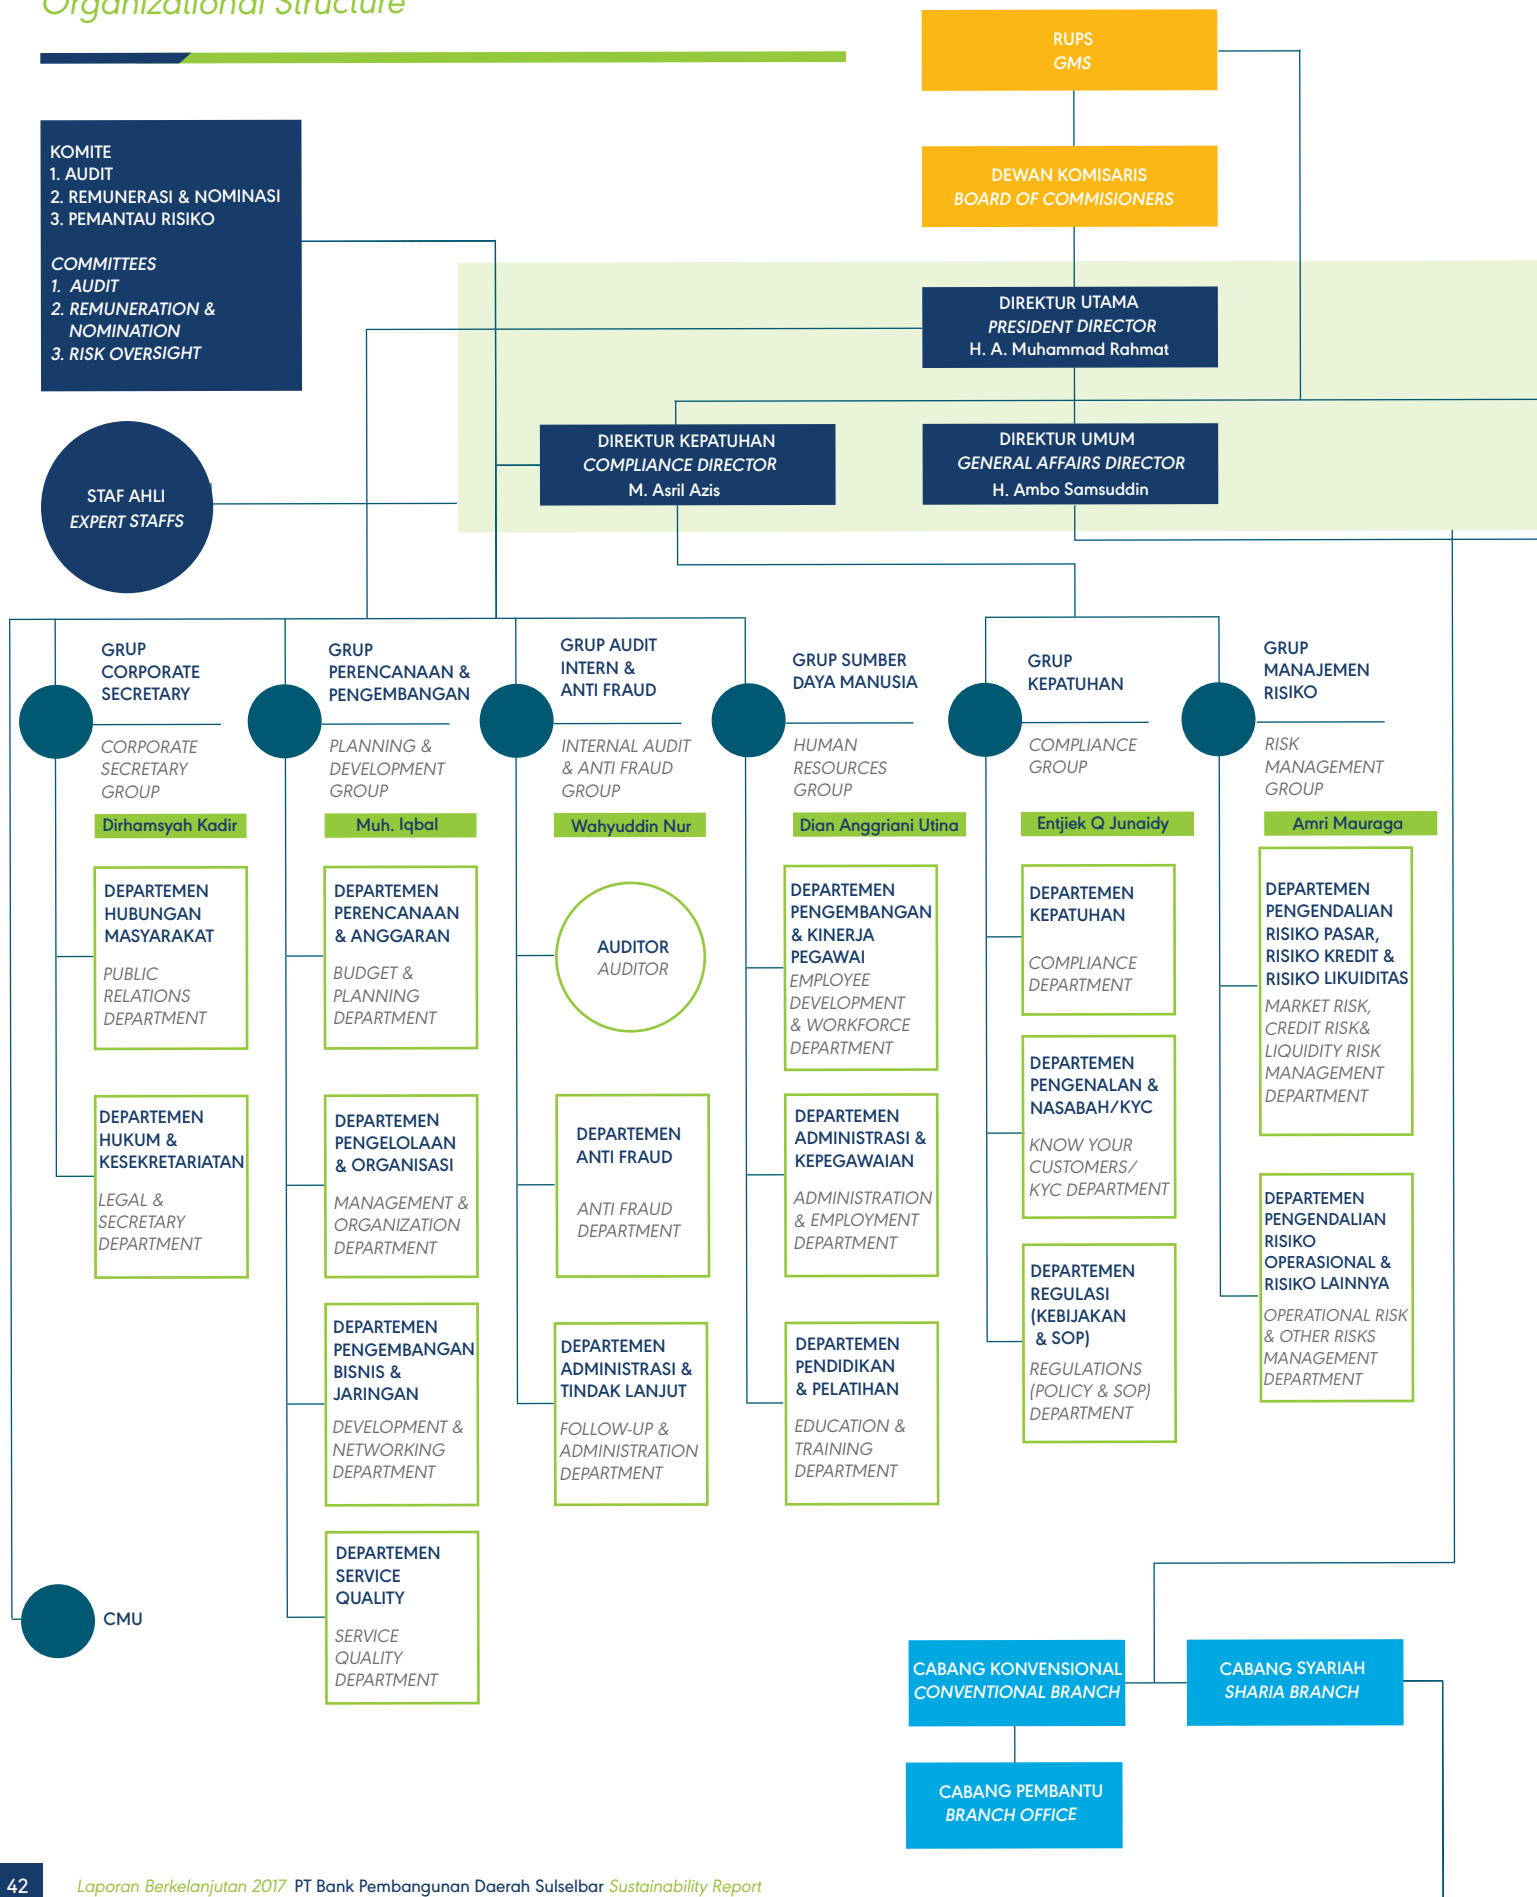 Organizational Structure
RUPS
GMS
DEWAN KOMISARIS
BOARD OF COMMISIONERS
KOMITE
1. AUDIT
2. REMUNERASI & NOMINASI
3. PEMANTAU RISIKO
COMMITTEES
1. AUDIT
2. REMUNERATION &
NOMINATION
3. RISK OVERSIGHT
DIREKTUR UTAMA
PRESIDENT DIRECTOR
H. A. Muhammad Rahmat
DIREKTUR KEPATUHAN
COMPLIANCE DIRECTOR
M. Asril Azis
DIREKTUR UMUM
GENERAL AFFAIRS DIRECTOR
H. Ambo Samsuddin
STAF AHLI
EXPERT STAFFS
GRUP
CORPORATE
SECRETARY
CORPORATE
SECRETARY
GROUP
Dirhamsyah Kadir
DEPARTEMEN
HUBUNGAN
MASYARAKAT
PUBLIC
RELATIONS
DEPARTMENT
DEPARTEMEN
HUKUM &
KESEKRETARIATAN
LEGAL &
SECRETARY
DEPARTMENT
CMU
GRUP
PERENCANAAN &
PENGEMBANGAN
PLANNING &
DEVELOPMENT
GROUP
Muh. Iqbal
DEPARTEMEN
PERENCANAAN
& ANGGARAN
BUDGET &
PLANNING
DEPARTMENT
DEPARTEMEN
PENGELOLAAN
& ORGANISASI
MANAGEMENT &
ORGANIZATION
DEPARTMENT
DEPARTEMEN
PENGEMBANGAN
BISNIS &
JARINGAN
DEVELOPMENT &
NETWORKING
DEPARTMENT
DEPARTEMEN
SERVICE
QUALITY
SERVICE
QUALITY
DEPARTMENT
GRUP AUDIT
INTERN &
ANTI FRAUD
INTERNAL AUDIT
& ANTI FRAUD
GROUP
Wahyuddin Nur
AUDITOR
AUDITOR
DEPARTEMEN
ANTI FRAUD
ANTI FRAUD
DEPARTMENT
DEPARTEMEN
ADMINISTRASI &
TINDAK LANJUT
FOLLOW-UP &
ADMINISTRATION
DEPARTMENT
GRUP SUMBER
DAYA MANUSIA
HUMAN
RESOURCES
GROUP
Dian Anggriani Utina
DEPARTEMEN
PENGEMBANGAN
& KINERJA
PEGAWAI
EMPLOYEE
DEVELOPMENT
& WORKFORCE
DEPARTMENT
DEPARTEMEN
ADMINISTRASI &
KEPEGAWAIAN
ADMINISTRATION
& EMPLOYMENT
DEPARTMENT
DEPARTEMEN
PENDIDIKAN
& PELATIHAN
EDUCATION &
TRAINING
DEPARTMENT
GRUP
KEPATUHAN
COMPLIANCE
GROUP
Entjiek Q Junaidy
DEPARTEMEN
KEPATUHAN
COMPLIANCE
DEPARTMENT
DEPARTEMEN
PENGENALAN &
NASABAH/KYC
KNOW YOUR
CUSTOMERS/
KYC DEPARTMENT
DEPARTEMEN
REGULASI
(KEBIJAKAN
& SOP)
REGULATIONS
(POLICY & SOP)
DEPARTMENT
GRUP
MANAJEMEN
RISIKO
RISK
MANAGEMENT
GROUP
Amri Mauraga
DEPARTEMEN
PENGENDALIAN
RISIKO PASAR,
RISIKO KREDIT &
RISIKO LIKUIDITAS
MARKET RISK,
CREDIT RISK&
LIQUIDITY RISK
MANAGEMENT
DEPARTMENT
DEPARTEMEN
PENGENDALIAN
RISIKO
OPERASIONAL &
RISIKO LAINNYA
OPERATIONAL RISK
& OTHER RISKS
MANAGEMENT
DEPARTMENT
CABANG KONVENSIONAL
CONVENTIONAL BRANCH
CABANG SYARIAH
SHARIA BRANCH
CABANG PEMBANTU
BRANCH OFFICE
42 Laporan Berkelanjutan 2017 PT Bank Pembangunan Daerah Sulselbar Sustainability Report